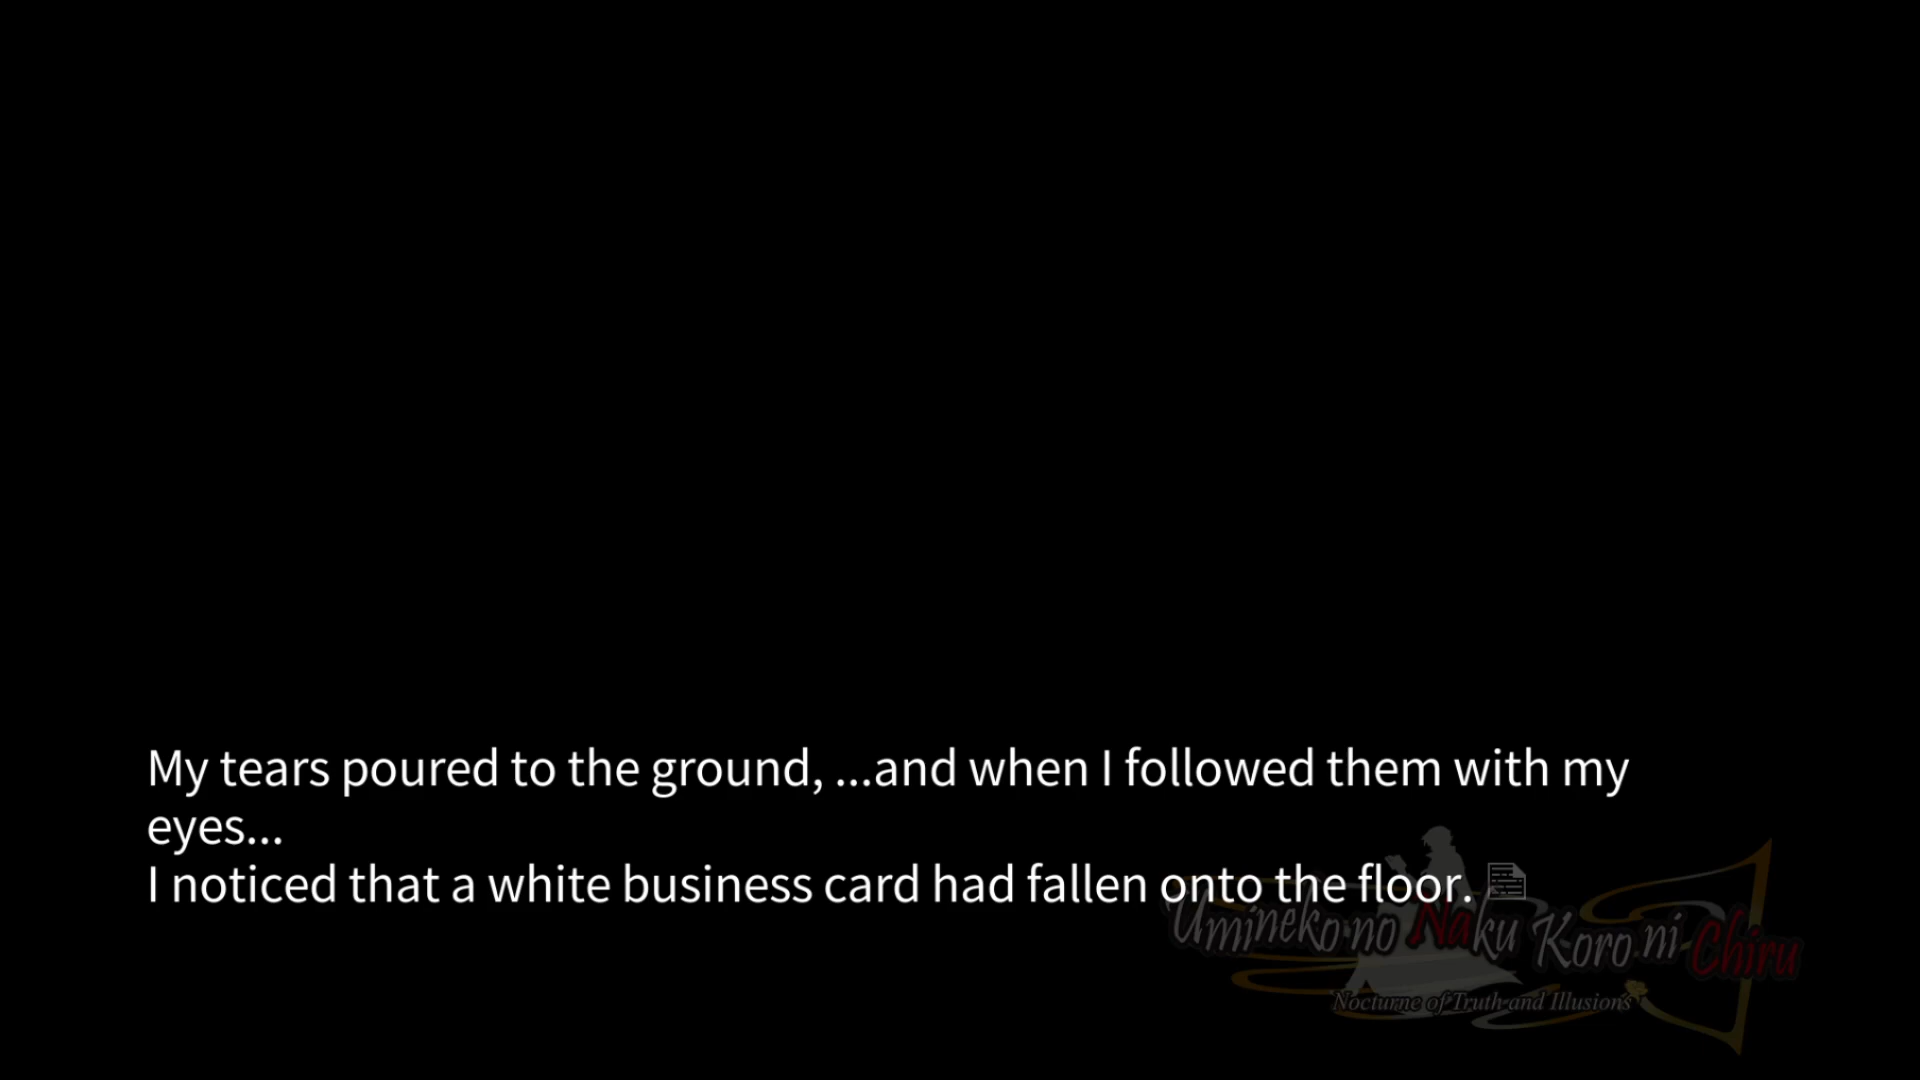 My tears poured to the ground, ...and when I followed them with my
eyes...
I noticed that a white business card had fallen onto the floor.
Umineko no Naku Koro ni Chiru
Nocturne of Truth and Illusions